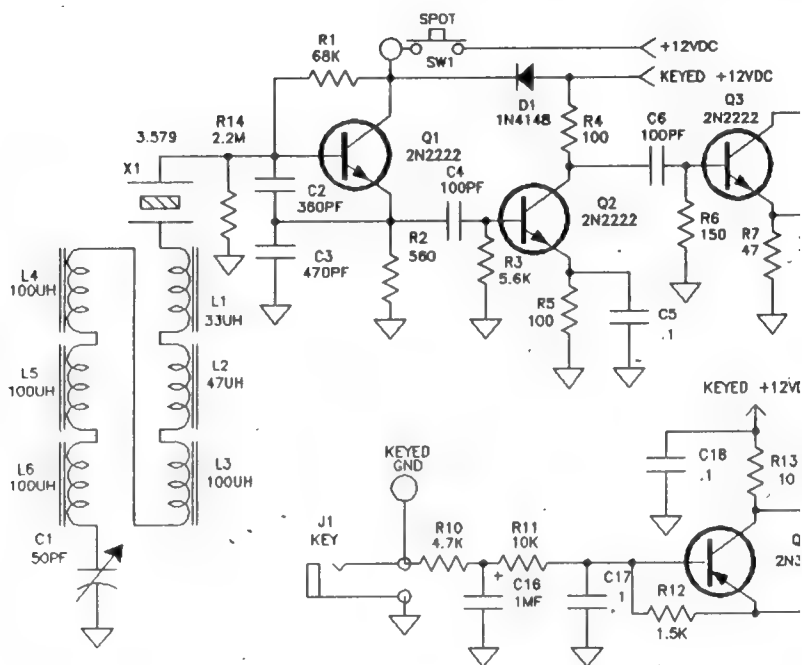 SPOT
SW1
+12VDC
R1
68K
KEYED +12VDC
D1
1N4148
R4
100
C6
100PF
Q3
2N2222
R14
2.2M
3.579
X1
Q1
2N2222
C4
100PF
C2
360PF
Q2
2N2222
R6
150
R7
47
C3
470PF
R2
560
R3
5.6K
L4
100UH
L1
33UH
R5
100
C5
.1
L5
100UH
L2
47UH
KEYED +12VD
L6
100UH
L3
100UH
KEYED
GND
C18
.1
R13
10
C1
50PF
J1
KEY
R10
4.7K
R11
10K
Q
2N3
+
C16
1MF
C17
.1
R12
1.5K